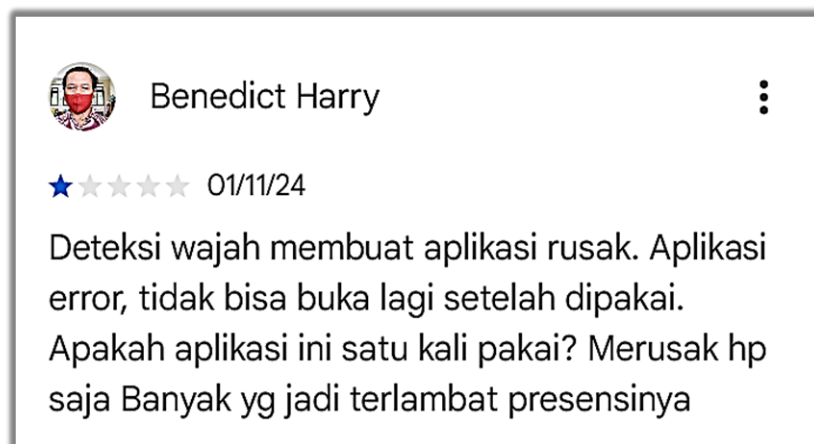 Benedict Harry
01/11/24
Deteksi wajah membuat aplikasi rusak. Aplikasi
error, tidak bisa buka lagi setelah dipakai.
Apakah aplikasi ini satu kali pakai? Merusak hp
saja Banyak yg jadi terlambat presensinya